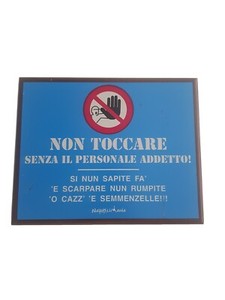 NON TOCCARE
SENZA IL PERSONALE ADDETTO!
SI NUN SAPITE FA'
'E SCARPARE NUN RUMPITE
'O CAZZ' 'E SEMMENZELLE!!!